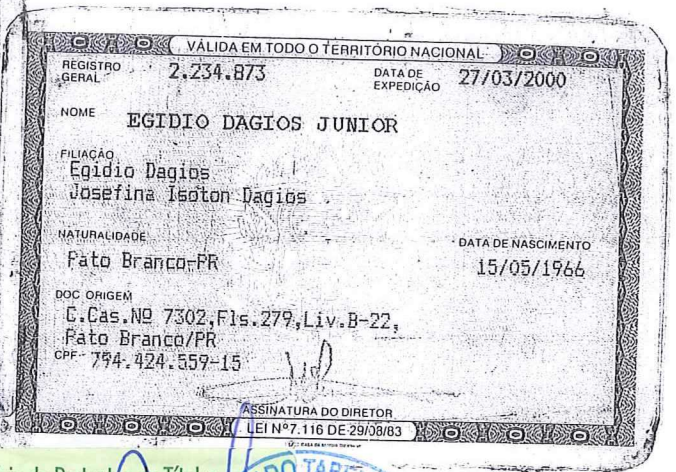 VÁLIDA EM TODO O TERRITÓRIO NACIONAL
REGISTRO GERAL 2.234.873 DATA DE EXPEDIÇÃO 27/03/2000
NOME EGIDIO DAGIOS JUNIOR
FILIAÇÃO
Egidio Dagios
Josefina Isoton Dagios
NATURALIDADE DATA DE NASCIMENTO
Pato Branco-PR 15/05/1966
DOC ORIGEM
C.Cas.Nº 7302,Fls.279,Liv.B-22,
Pato Branco/PR
CPF 794.424.559-15
ASSINATURA DO DIRETOR
LEI Nº7.116 DE 29/08/83